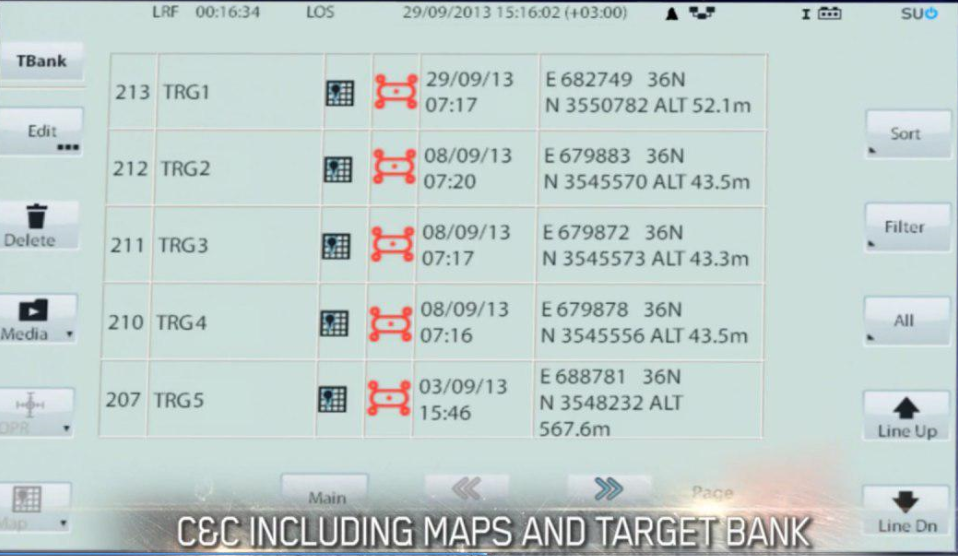 LRF 00:16:34 LOS 29/09/2013 15:16:02 (+03:00) I SU
TBank
Edit
Delete
Media
DPR
Map
213 TRG1 29/09/13 E 682749 36N
07:17 N 3550782 ALT 52.1m
212 TRG2 08/09/13 E 679883 36N
07:20 N 3545570 ALT 43.5m
211 TRG3 08/09/13 E 679872 36N
07:17 N 3545573 ALT 43.3m
210 TRG4 08/09/13 E 679878 36N
07:16 N 3545556 ALT 43.5m
207 TRG5 03/09/13 E 688781 36N
15:46 N 3548232 ALT
567.6m
Sort
Filter
All
Line Up
Line Dn
Main Page
C&C INCLUDING MAPS AND TARGET BANK